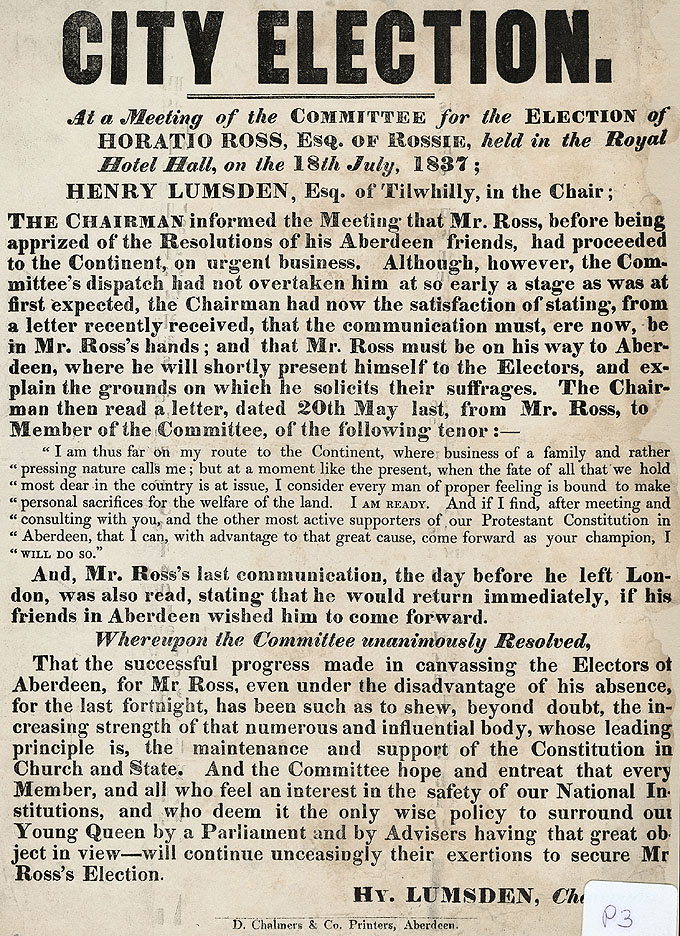 CITY ELECTION.
At a Meeting of the COMMITTEE for the ELECTION of
HORATIO ROSS, ESQ. OF ROSSIE, held in the Royal
Hotel Hall, on the 18th July, 1837;
HENRY LUMSDEN, Esq. of Tilwhilly, in the Chair;
THE CHAIRMAN informed the Meeting that Mr. Ross, before being
apprized of the Resolutions of his Aberdeen friends, had proceeded
to the Continent, on urgent business. Although, however, the Com-
mittee's dispatch had not overtaken him at so early a stage as was at
first expected, the Chairman had now the satisfaction of stating, from
a letter recently received, that the communication must, ere now, be
in Mr. Ross's hands; and that Mr. Ross must be on his way to Aber-
deen, where he will shortly present himself to the Electors, and ex-
plain the grounds on which he solicits their suffrages. The Chair-
man then read a letter, dated 20th May last, from Mr. Ross, to
Member of the Committee, of the following tenor:—
"I am thus far on my route to the Continent, where business of a family and rather
"pressing nature calls me; but at a moment like the present, when the fate of all that we hold
"most dear in the country is at issue, I consider every man of proper feeling is bound to make
"personal sacrifices for the welfare of the land. I AM READY. And if I find, after meeting and
"consulting with you, and the other most active supporters of our Protestant Constitution in
"Aberdeen, that I can, with advantage to that great cause, come forward as your champion, I
"WILL DO SO."
And, Mr. Ross's last communication, the day before he left Lon-
don, was also read, stating that he would return immediately, if his
friends in Aberdeen wished him to come forward.
Whereupon the Committee unanimously Resolved,
That the successful progress made in canvassing the Electors of
Aberdeen, for Mr Ross, even under the disadvantage of his absence,
for the last fortnight, has been such as to shew, beyond doubt, the in-
creasing strength of that numerous and influential body, whose leading
principle is, the maintenance and support of the Constitution in
Church and State. And the Committee hope and entreat that every
Member, and all who feel an interest in the safety of our National In-
stitutions, and who deem it the only wise policy to surround our
Young Queen by a Parliament and by Advisers having that great ob-
ject in view—will continue unceasingly their exertions to secure Mr
Ross's Election.
HY. LUMSDEN,
D. Chalmers & Co. Printers, Aberdeen.
P3